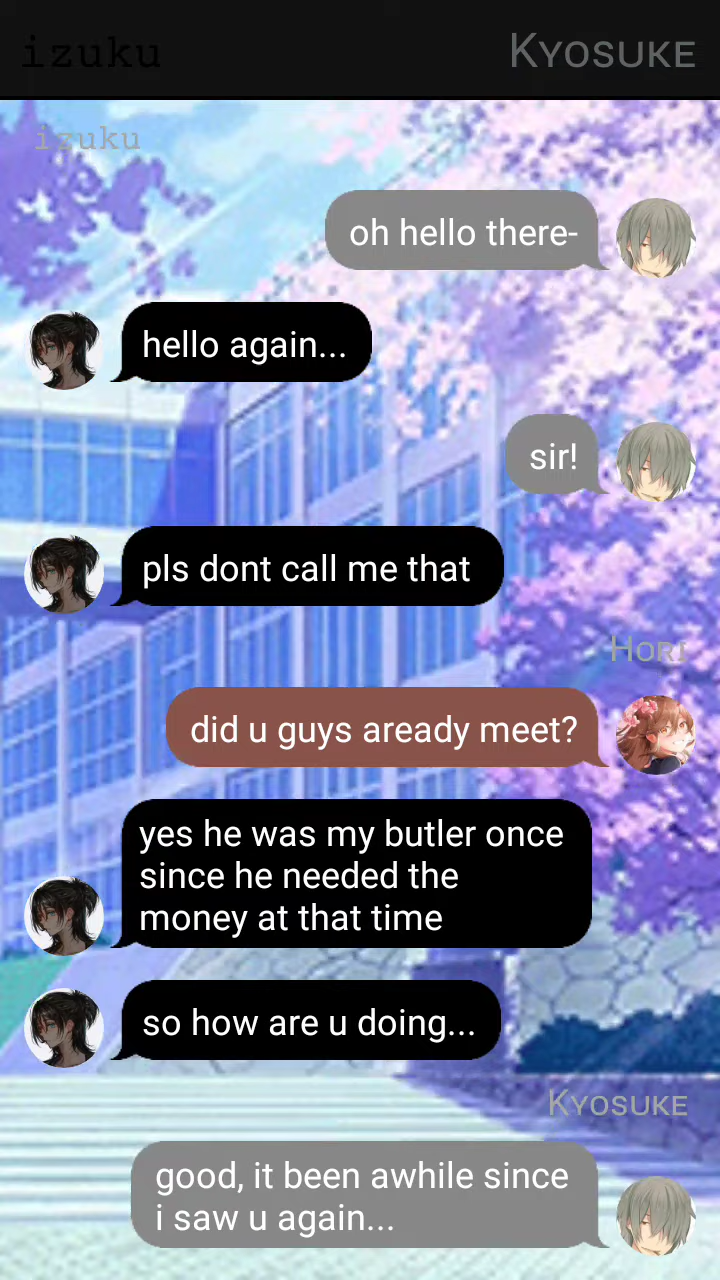 izuku
Kyosuke
izuku
oh hello there-
hello again...
sir!
pls dont call me that
Hori
did u guys aready meet?
yes he was my butler once
since he needed the
money at that time
so how are u doing...
Kyosuke
good, it been awhile since
i saw u again...